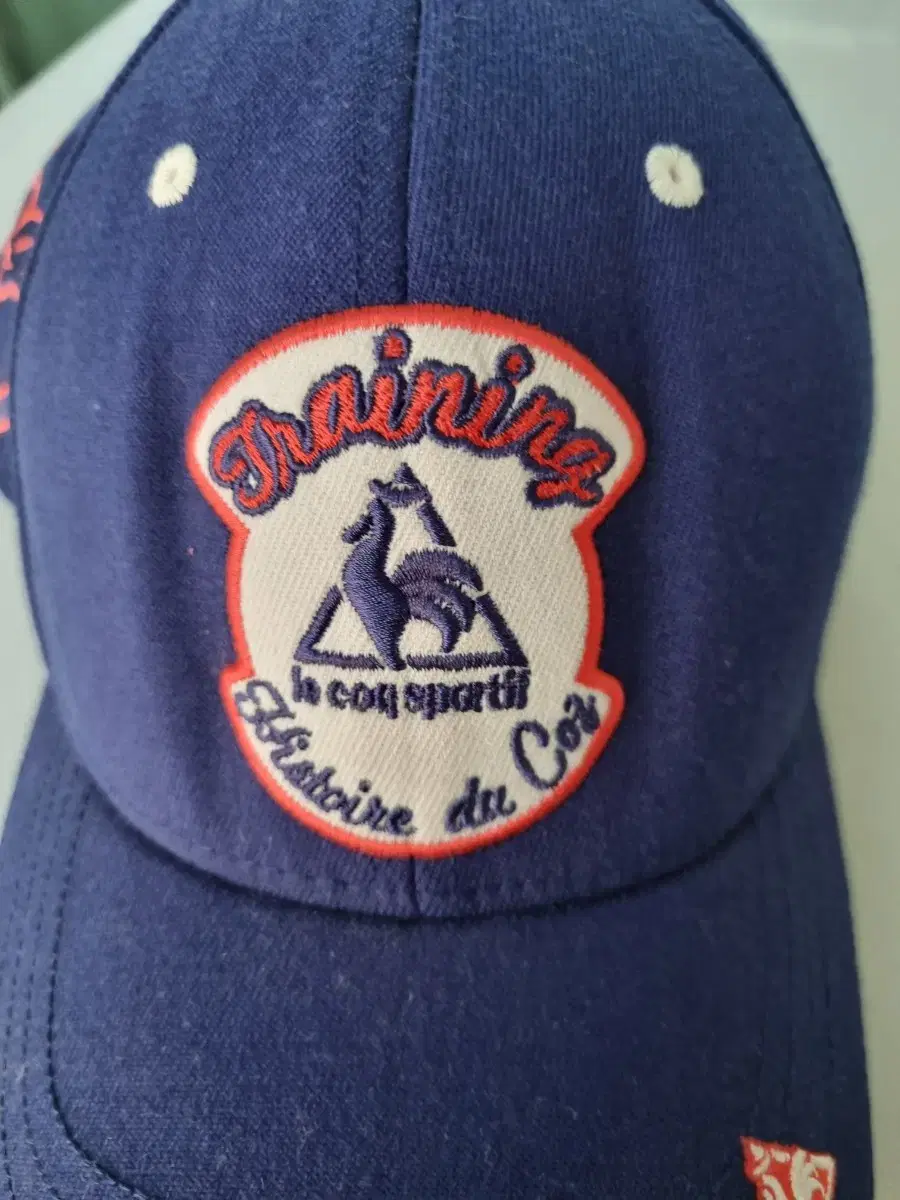 Training
le coq sportif
Histoire du Coq